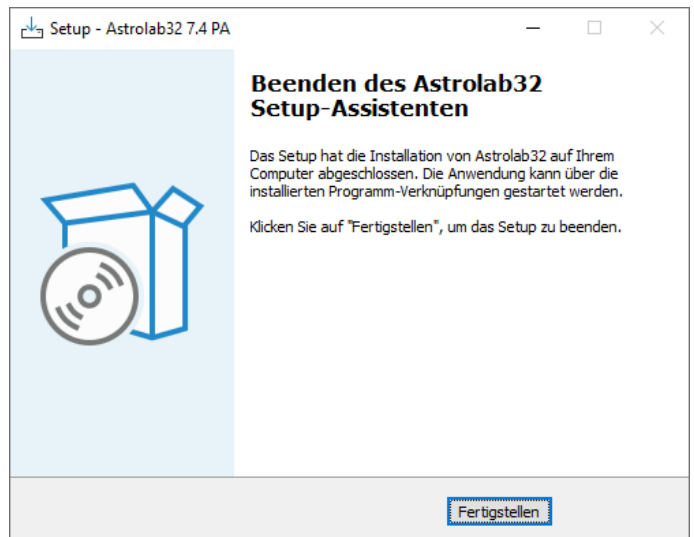 Setup - Astrolab32 7.4 PA
Beenden des Astrolab32
Setup-Assistenten
Das Setup hat die Installation von Astrolab32 auf Ihrem
Computer abgeschlossen. Die Anwendung kann über die
installierten Programm-Verknüpfungen gestartet werden.
Klicken Sie auf "Fertigstellen", um das Setup zu beenden.
Fertigstellen